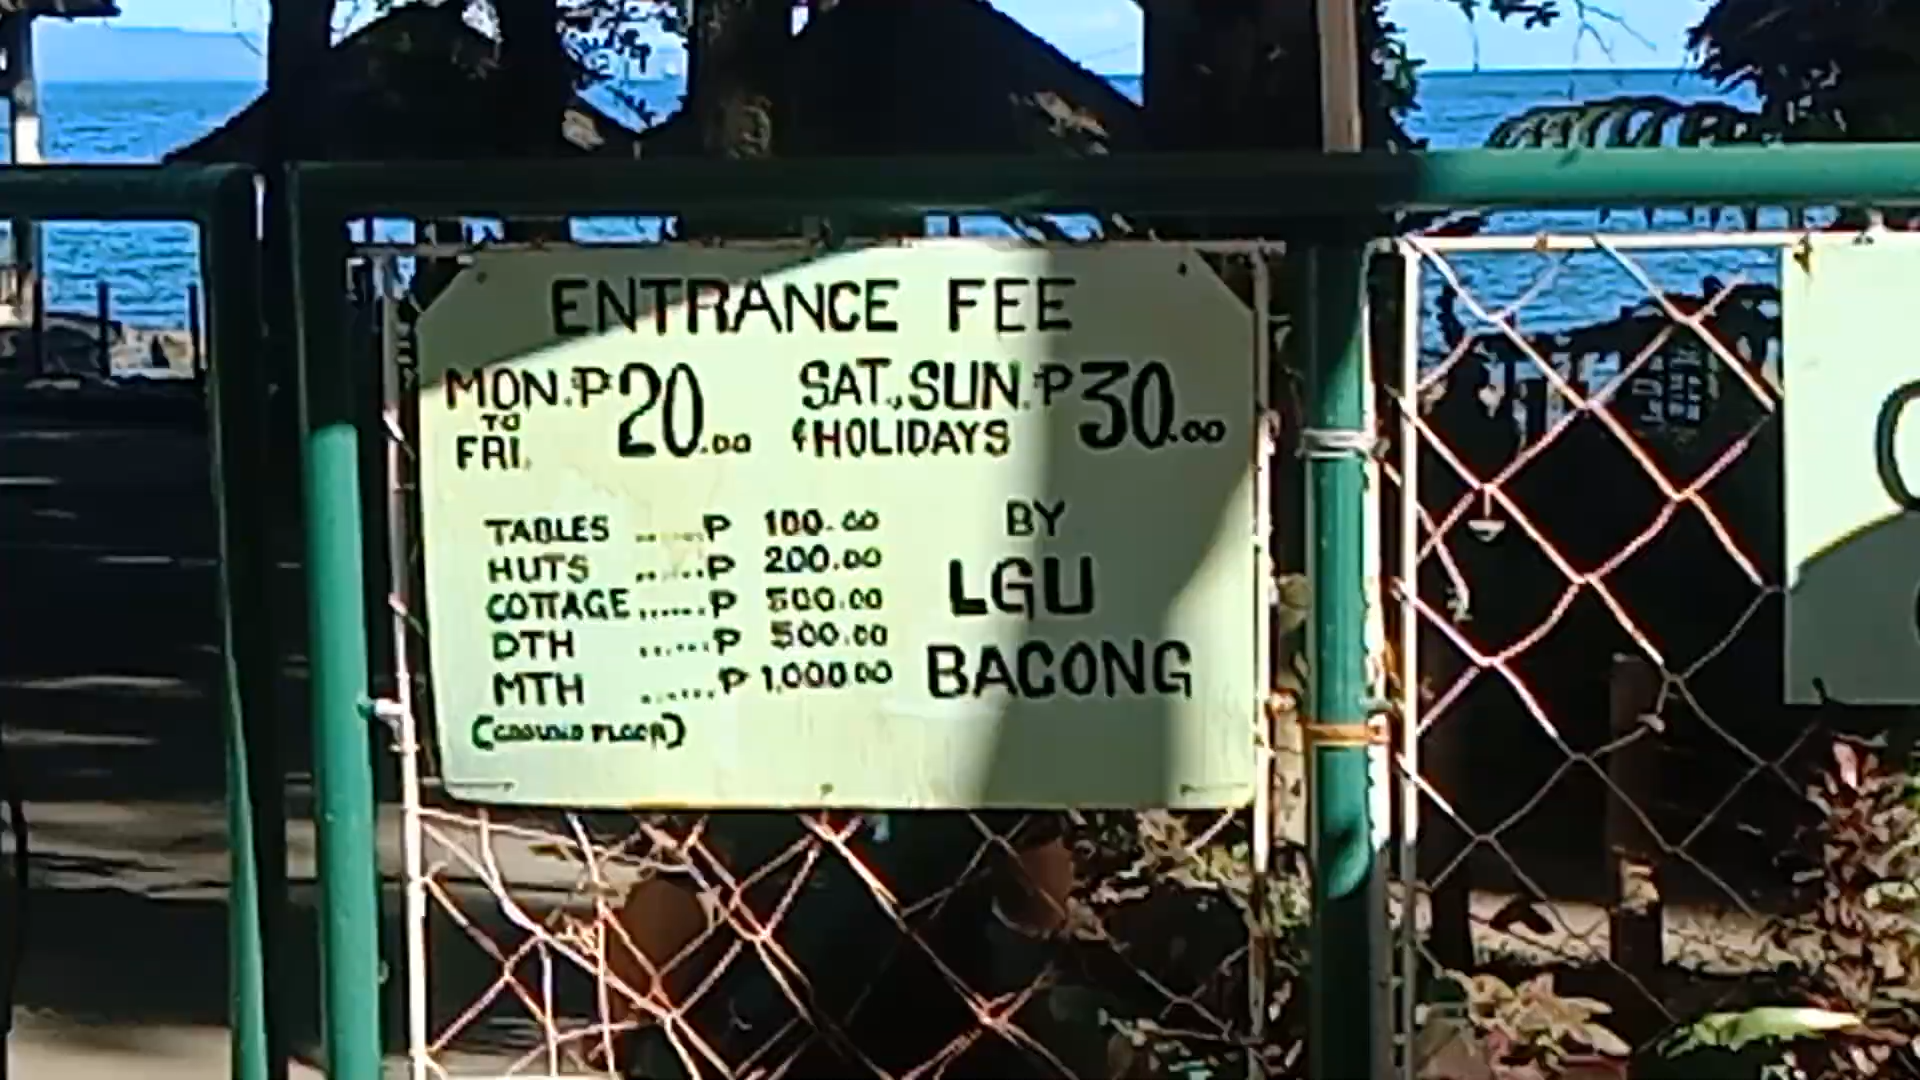 ENTRANCE FEE
MON. TO FRI. ₱20.00 SAT., SUN. & HOLIDAYS ₱30.00
TABLES ......P 100.00
HUTS ......P 200.00
COTTAGE......P 500.00
DTH ......P 500.00
MTH .......P 1,000.00
(GROUND FLOOR)
BY
LGU
BACONG